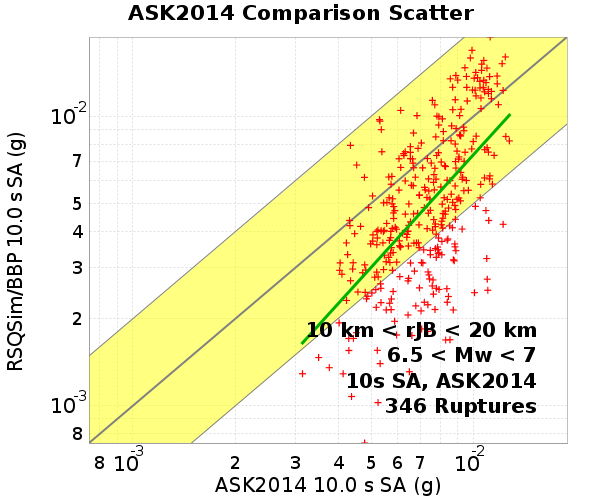 ASK2014 Comparison Scatter
RSQSim/BBP 10.0 s SA (g)
10^-2
7
5
4
3
2
10^-3
8
10 km < rJB < 20 km
6.5 < Mw < 7
10s SA, ASK2014
346 Ruptures
8 10^-3 2 3 4 5 6 7 10^-2
ASK2014 10.0 s SA (g)